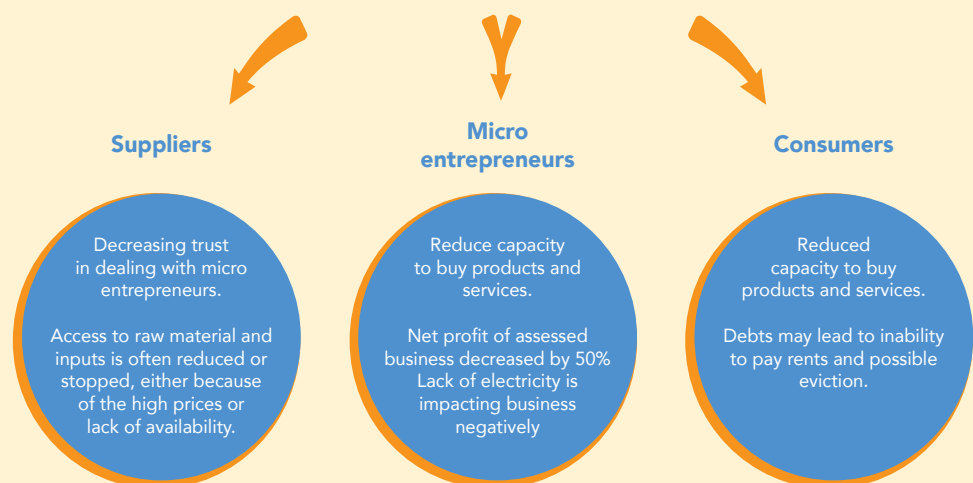 Suppliers
Decreasing trust
in dealing with micro
entrepreneurs.
Access to raw material and
inputs is often reduced or
stopped, either because
of the high prices or
lack of availability.
Micro
entrepreneurs
Reduce capacity
to buy products and
services.
Net profit of assessed
business decreased by 50%
Lack of electricity is
impacting business
negatively
Consumers
Reduced
capacity to buy
products and services.
Debts may lead to inability
to pay rents and possible
eviction.